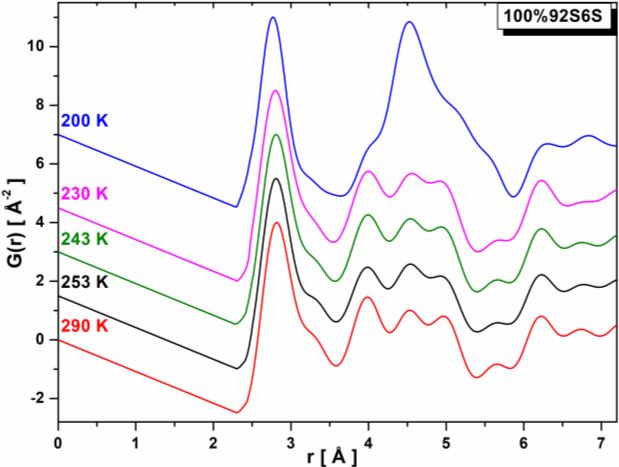 100%92S6S
10
8
6
4
2
0
-2
G(r) [ Å⁻² ]
200 K
230 K
243 K
253 K
290 K
0 1 2 3 4 5 6 7
r [ Å ]